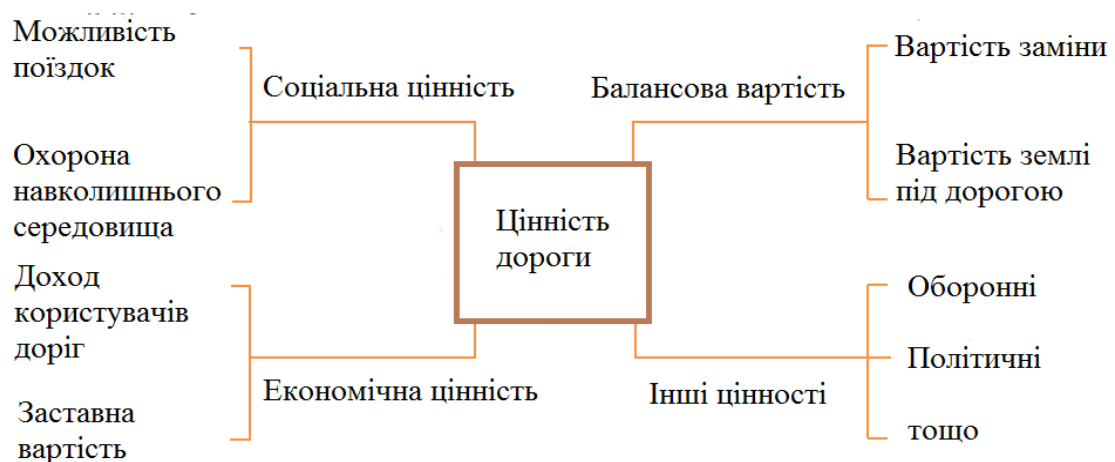 Можливість
поїздок
Соціальна цінність
Охорона
навколишнього
середовища
Балансова вартість
Вартість заміни
Вартість землі
під дорогою
Цінність
дороги
Доход
користувачів
доріг
Економічна цінність
Заставна
вартість
Інші цінності
Оборонні
Політичні
тощо